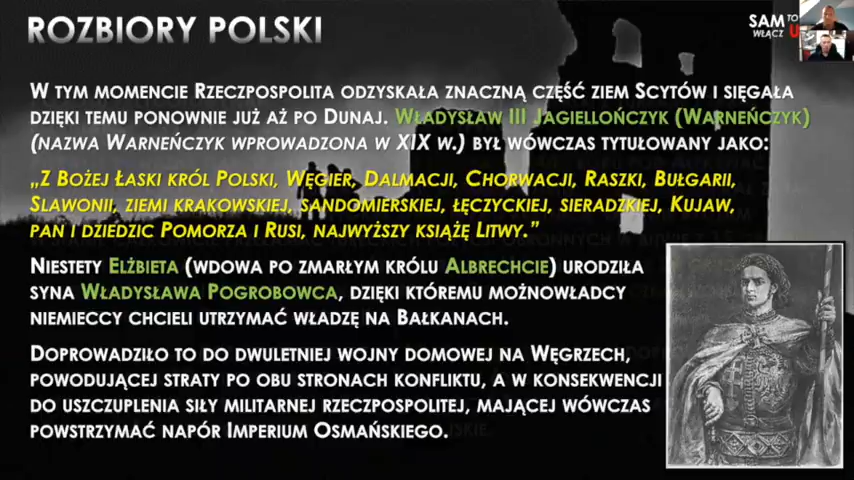 ROZBIORY POLSKI
SAM TO
WŁĄCZ U
W TYM MOMENCIE RZECZPOSPOLITA ODZYSKAŁA ZNACZNĄ CZĘŚĆ ZIEM SCYTÓW I SIĘGAŁA
DZIĘKI TEMU PONOWNIE JUŻ AŻ PO DUNAJ. WŁADYSŁAW III JAGIELLOŃCZYK (WARNEŃCZYK)
(NAZWA WARNEŃCZYK WPROWADZONA W XIX W.) BYŁ WÓWCZAS TYTUŁOWANY JAKO:
„Z BOŻEJ ŁASKI KRÓL POLSKI, WĘGIER, DALMACJI, CHORWACJI, RASZKI, BUŁGARII,
SLAWONII, ZIEMI KRAKOWSKIEJ, SANDOMIERSKIEJ, ŁĘCZYCKIEJ, SIERADZKIEJ, KUJAW,
PAN I DZIEDZIC POMORZA I RUSI, NAJWYŻSZY KSIĄŻĘ LITWY.”
NIESTETY ELŻBIETA (WDOWA PO ZMARŁYM KRÓLU ALBRECHCIE) URODZIŁA
SYNA WŁADYSŁAWA POGROBOWCA, DZIĘKI KTÓREMU MOŻNOWŁADCY
NIEMIECCY CHCIELI UTRZYMAĆ WŁADZĘ NA BAŁKANACH.
DOPROWADZIŁO TO DO DWULETNIEJ WOJNY DOMOWEJ NA WĘGRZECH,
POWODUJĄCEJ STRATY PO OBU STRONACH KONFLIKTU, A W KONSEKWENCJI
DO USZCZUPLENIA SIŁY MILITARNEJ RZECZPOSPOLITEJ, MAJĄCEJ WÓWCZAS
POWSTRZYMAĆ NAPÓR IMPERIUM OSMAŃSKIEGO.